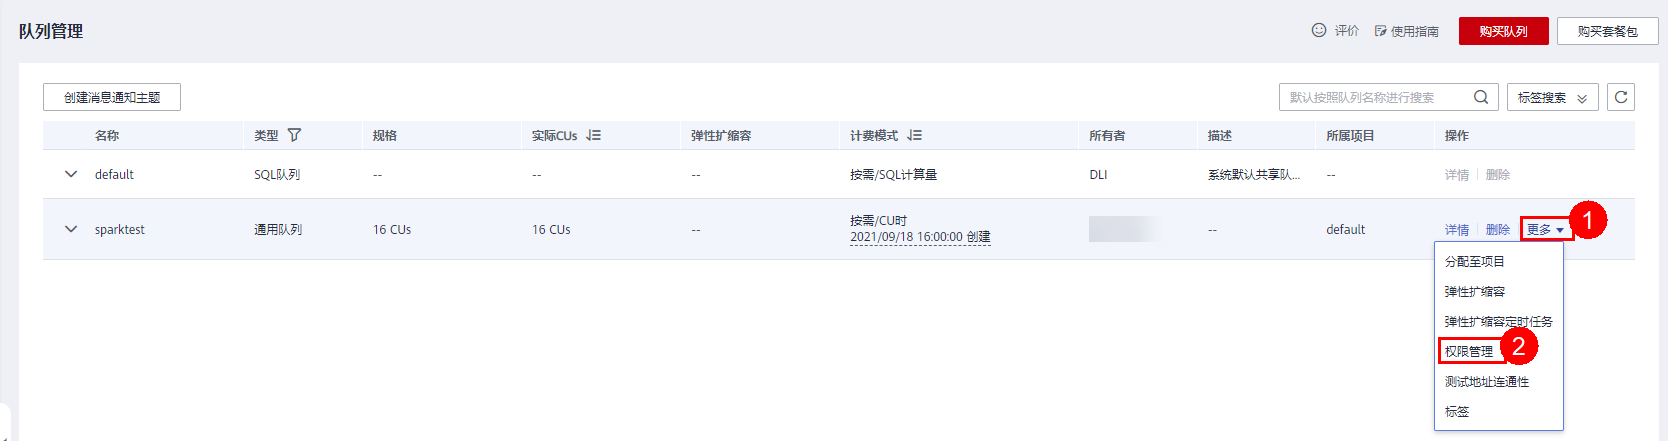 队列管理
评价 使用指南 购买队列 购买套餐包
创建消息通知主题 默认按照队列名称进行搜索 标签搜索
名称 类型 规格 实际CUs 弹性扩缩容 计费模式 所有者 描述 所属项目 操作
default SQL队列 -- -- -- 按需/SQL计算量 DLI 系统默认共享队... -- 详情 删除
sparktest 通用队列 16 CUs 16 CUs -- 按需/CU时 -- default 详情 删除 更多 1
2021/09/18 16:00:00 创建
分配至项目
弹性扩缩容
弹性扩缩容定时任务
权限管理 2
测试地址连通性
标签